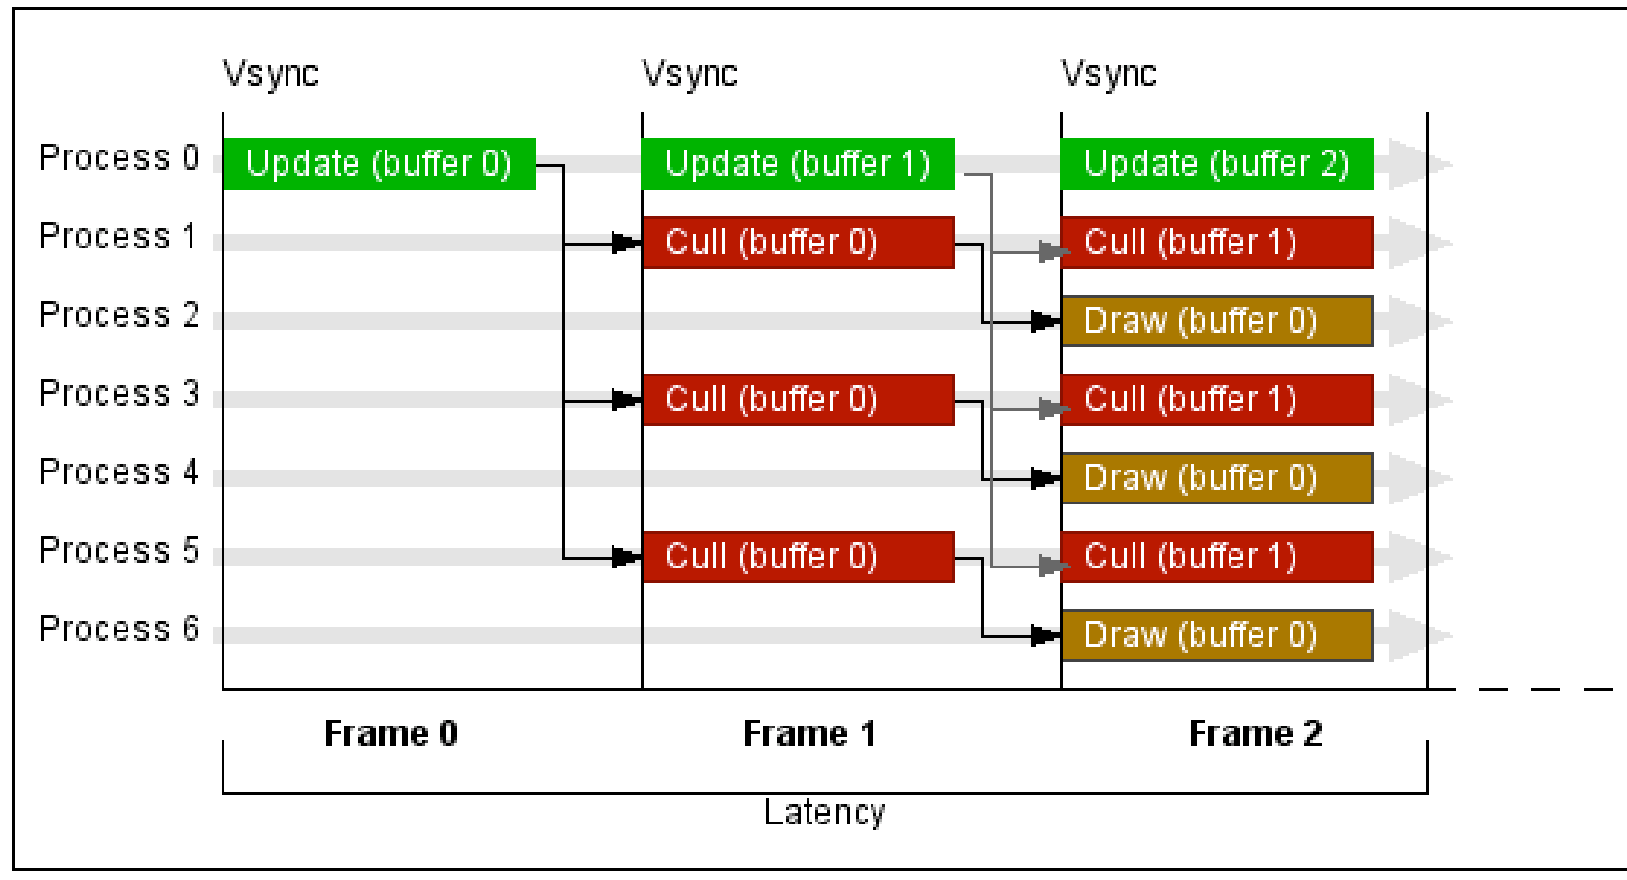 Vsync Vsync Vsync
Process 0 Update (buffer 0) Update (buffer 1) Update (buffer 2)
Process 1 Cull (buffer 0) Cull (buffer 1)
Process 2 Draw (buffer 0)
Process 3 Cull (buffer 0) Cull (buffer 1)
Process 4 Draw (buffer 0)
Process 5 Cull (buffer 0) Cull (buffer 1)
Process 6 Draw (buffer 0)
Frame 0 Frame 1 Frame 2
Latency